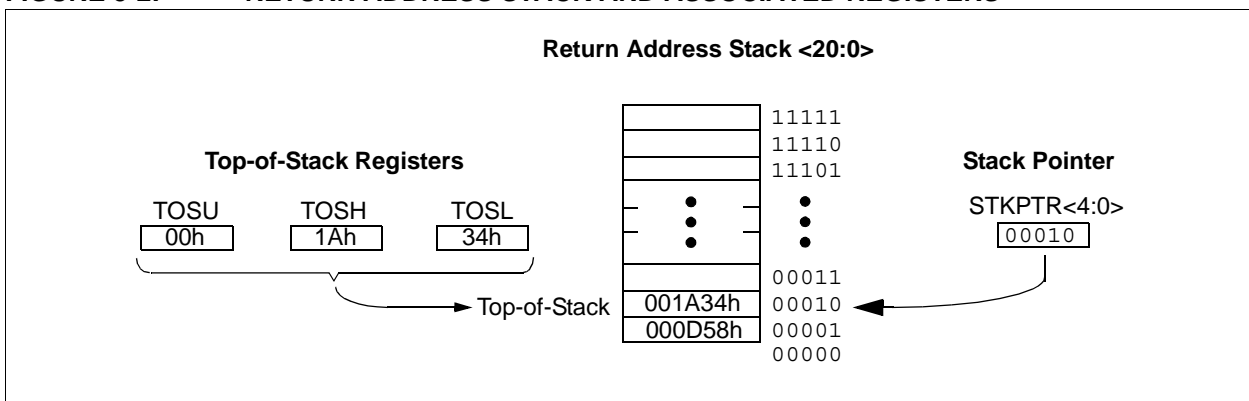 Return Address Stack <20:0>
11111
11110
11101
Top-of-Stack Registers
Stack Pointer
TOSU TOSH TOSL
STKPTR<4:0>
00h 1Ah 34h
00010
00011
Top-of-Stack 001A34h 00010
000D58h 00001
00000